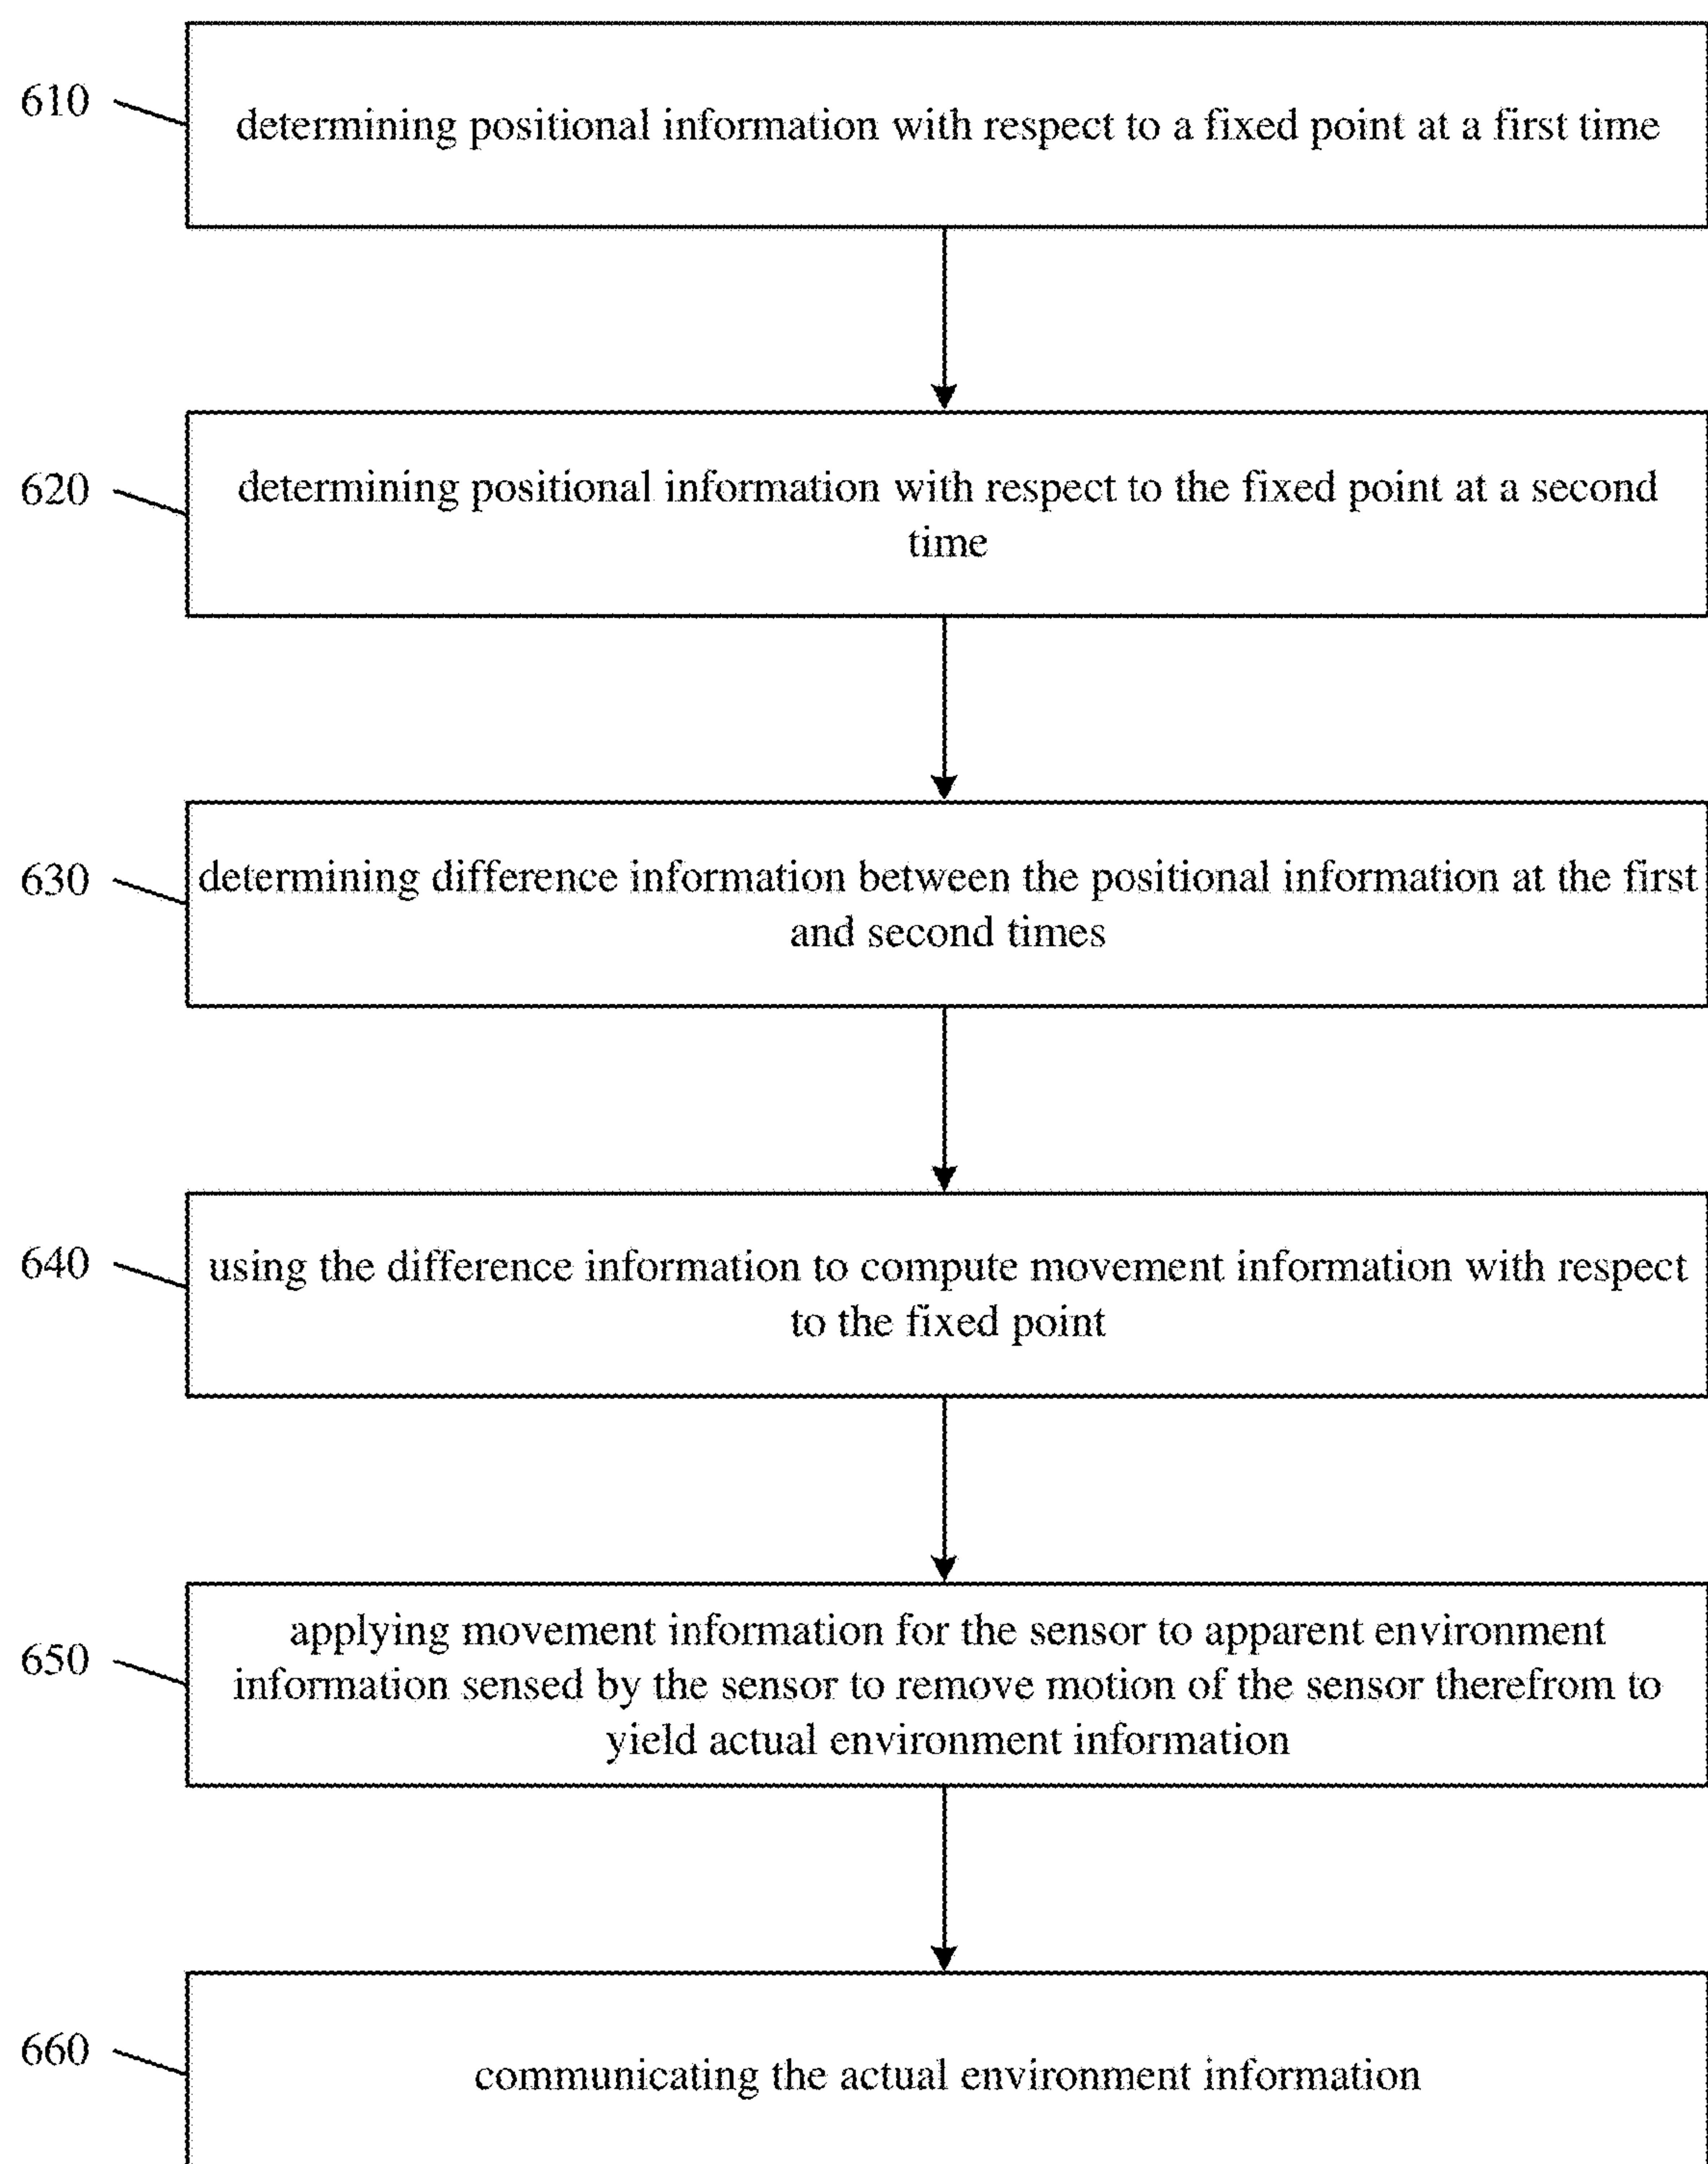 610
determining positional information with respect to a fixed point at a first time
620
determining positional information with respect to the fixed point at a second
time
630
determining difference information between the positional information at the first
and second times
640
using the difference information to compute movement information with respect
to the fixed point
650
applying movement information for the sensor to apparent environment
information sensed by the sensor to remove motion of the sensor therefrom to
yield actual environment information
660
communicating the actual environment information